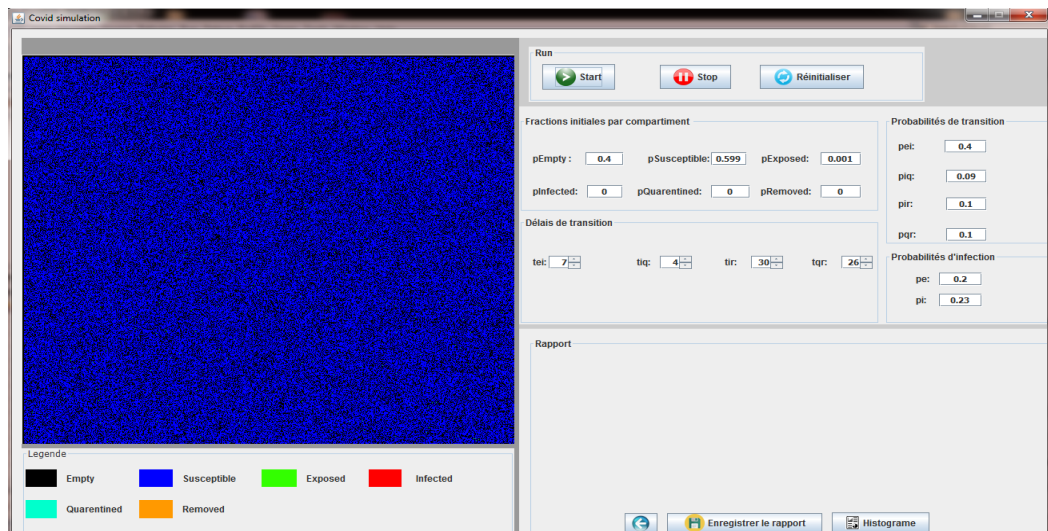 Covid simulation
Run
Start
Stop
Réinitialiser
Fractions initiales par compartiment
pEmpty : 0.4 pSusceptible: 0.599 pExposed: 0.001
pInfected: 0 pQuarentined: 0 pRemoved: 0
Délais de transition
tei: 7 tiq: 4 tir: 30 tqr: 26
Probabilités de transition
pei: 0.4
piq: 0.09
pir: 0.1
pqr: 0.1
Probabilités d'infection
pe: 0.2
pi: 0.23
Rapport
Legende
Empty Susceptible Exposed Infected
Quarentined Removed
Enregistrer le rapport
Histograme